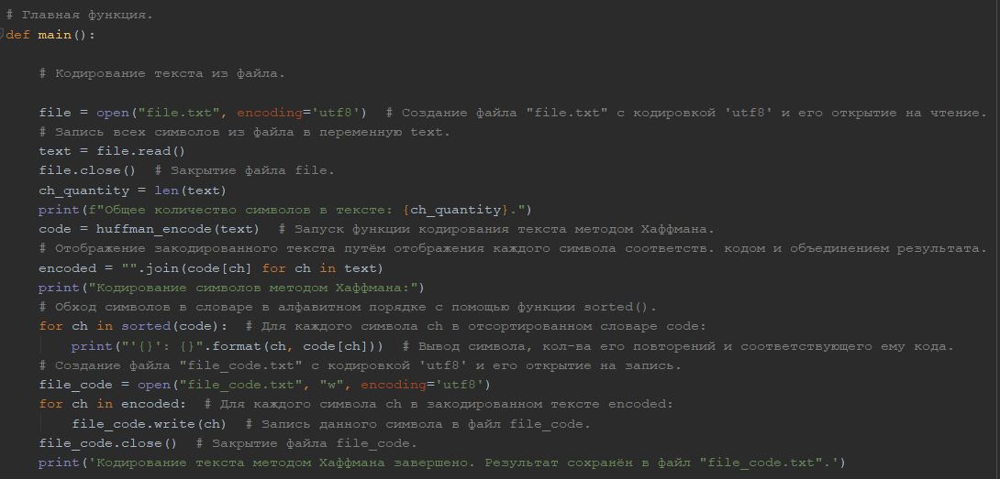 # Главная функция.
def main():
# Кодирование текста из файла.
file = open("file.txt", encoding='utf8')  # Создание файла "file.txt" с кодировкой 'utf8' и его открытие на чтение.
# Запись всех символов из файла в переменную text.
text = file.read()
file.close()  # Закрытие файла file.
ch_quantity = len(text)
print(f"Общее количество символов в тексте: {ch_quantity}.")
code = huffman_encode(text)  # Запуск функции кодирования текста методом Хаффмана.
# Отображение закодированного текста путём отображения каждого символа соответств. кодом и объединением результата.
encoded = "".join(code[ch] for ch in text)
print("Кодирование символов методом Хаффмана:")
# Обход символов в словаре в алфавитном порядке с помощью функции sorted().
for ch in sorted(code):  # Для каждого символа ch в отсортированном словаре code:
print("'{}': {}".format(ch, code[ch]))  # Вывод символа, кол-ва его повторений и соответствующего ему кода.
# Создание файла "file_code.txt" с кодировкой 'utf8' и его открытие на запись.
file_code = open("file_code.txt", "w", encoding='utf8')
for ch in encoded:  # Для каждого символа ch в закодированном тексте encoded:
file_code.write(ch)  # Запись данного символа в файл file_code.
file_code.close()  # Закрытие файла file_code.
print('Кодирование текста методом Хаффмана завершено. Результат сохранён в файл "file_code.txt".')